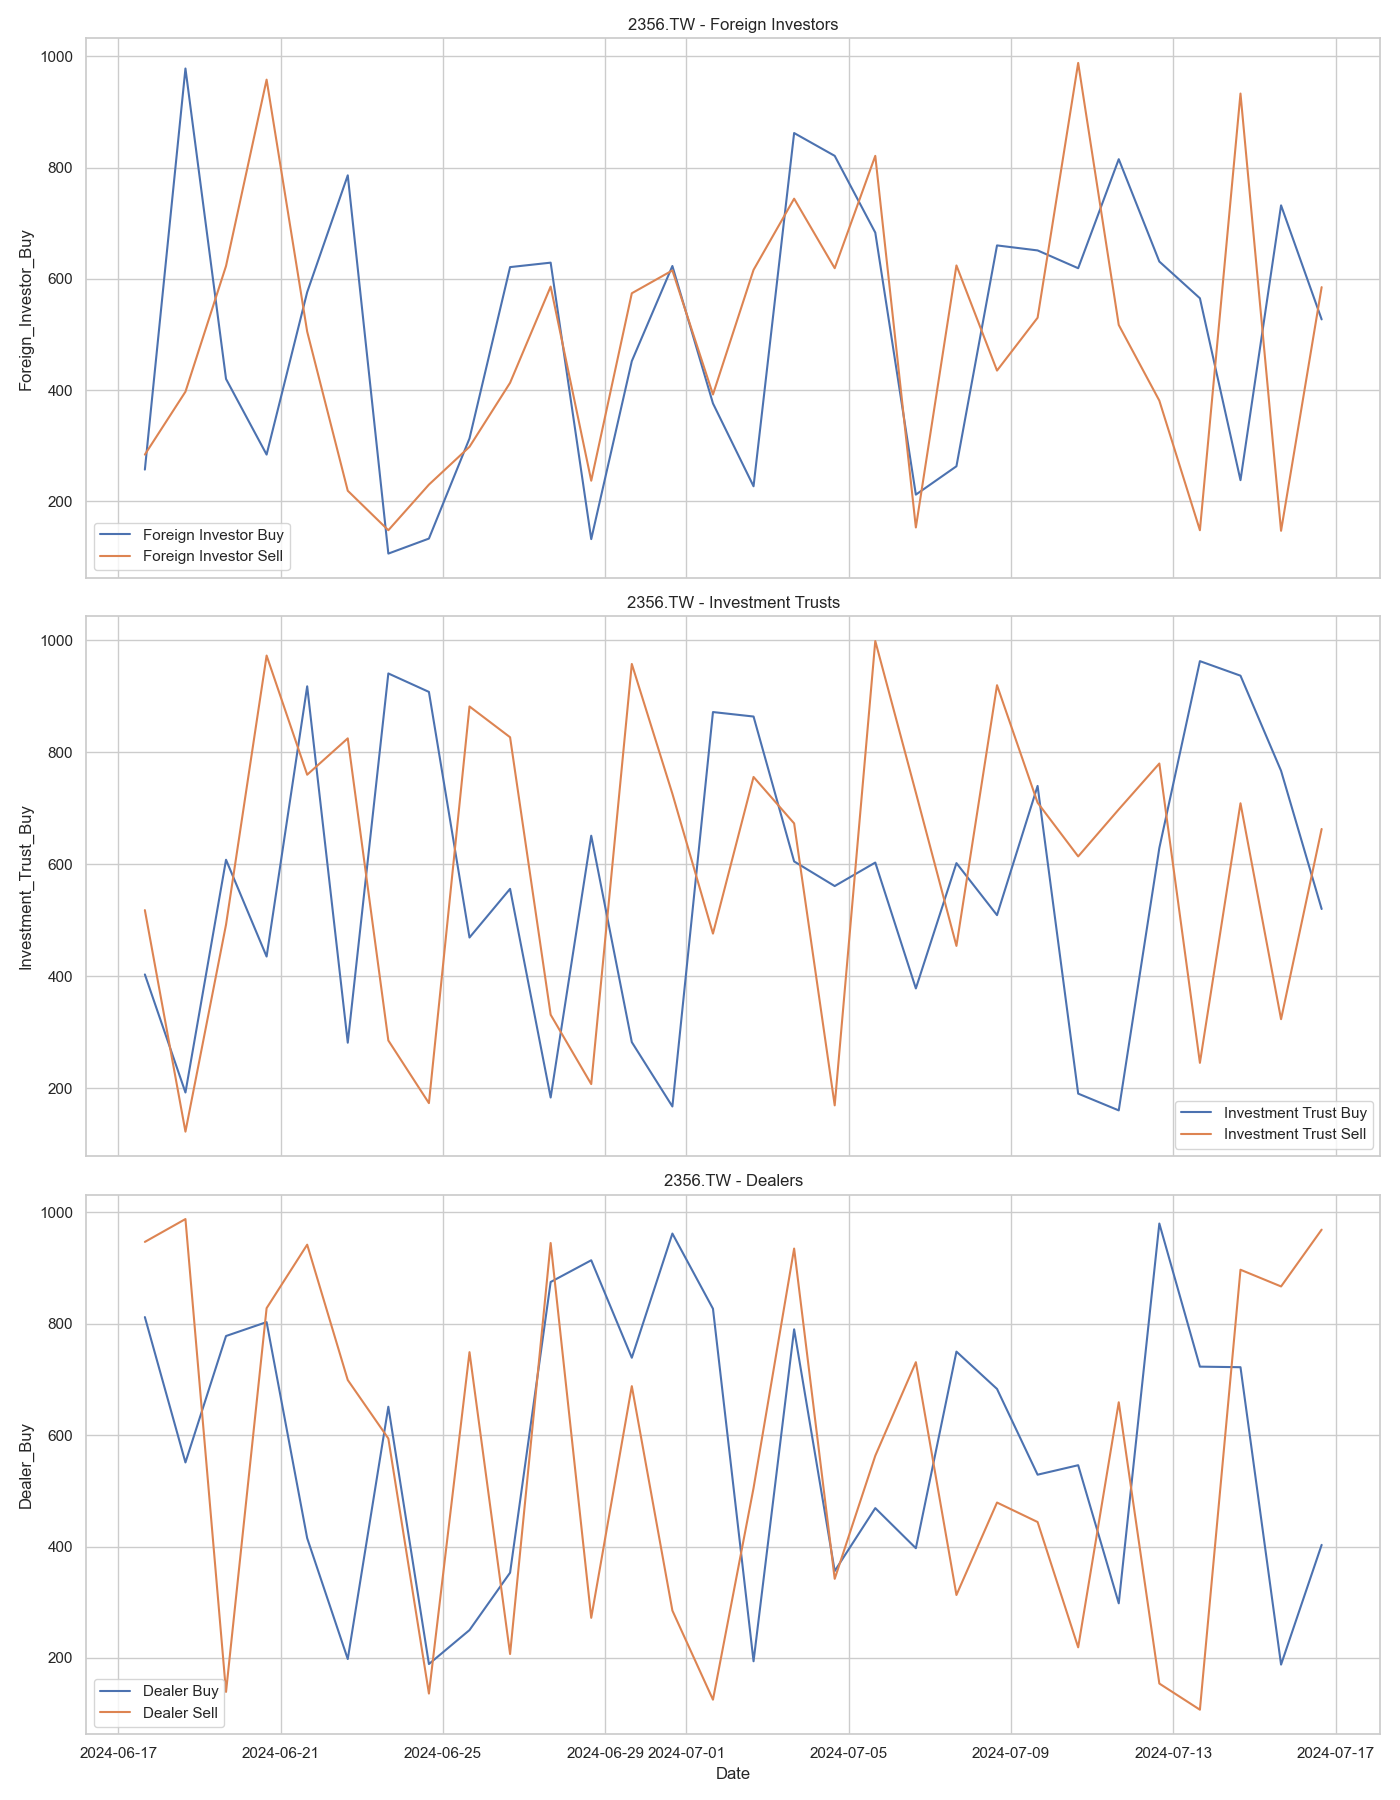 2356.TW - Foreign Investors
1000
800
600
400
200
Foreign_Investor_Buy
Foreign Investor Buy
Foreign Investor Sell
2356.TW - Investment Trusts
1000
800
600
400
200
Investment_Trust_Buy
Investment Trust Buy
Investment Trust Sell
2356.TW - Dealers
1000
800
600
400
200
Dealer_Buy
Dealer Buy
Dealer Sell
2024-06-17 2024-06-21 2024-06-25 2024-06-29 2024-07-01 2024-07-05 2024-07-09 2024-07-13 2024-07-17
Date